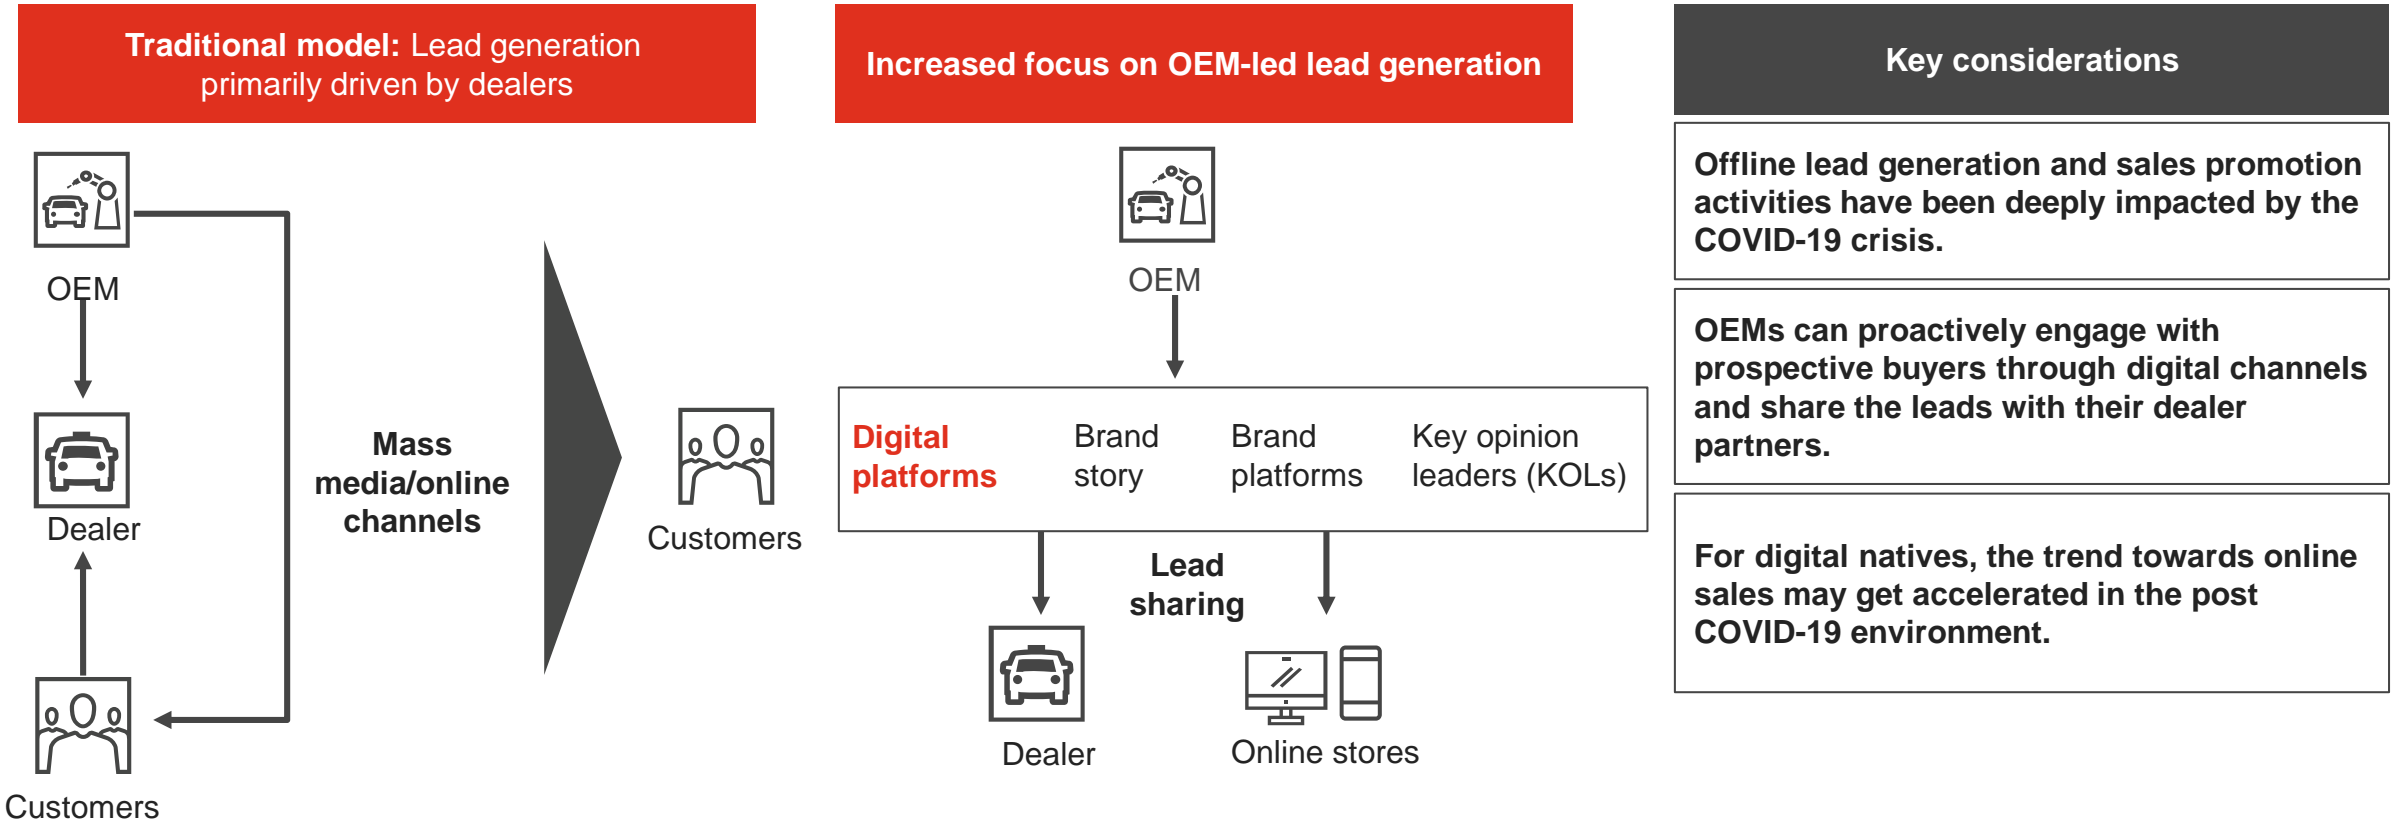 Traditional model: Lead generation
primarily driven by dealers
OEM
Dealer
Customers
Mass
media/online
channels
Increased focus on OEM-led lead generation
OEM
Customers
Digital
platforms
Brand
story
Brand
platforms
Key opinion
leaders (KOLs)
Lead
sharing
Dealer
Online stores
Key considerations
Offline lead generation and sales promotion
activities have been deeply impacted by the
COVID-19 crisis.
OEMs can proactively engage with
prospective buyers through digital channels
and share the leads with their dealer
partners.
For digital natives, the trend towards online
sales may get accelerated in the post
COVID-19 environment.